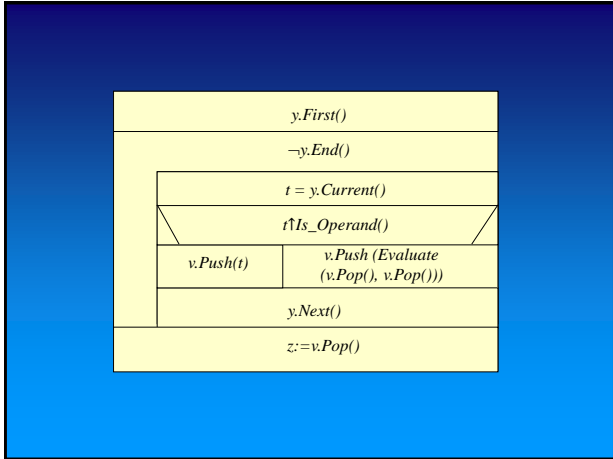 y.First()
¬y.End()
t = y.Current()
t↑Is_Operand()
v.Push(t)
v.Push (Evaluate
(v.Pop(), v.Pop()))
y.Next()
z:=v.Pop()